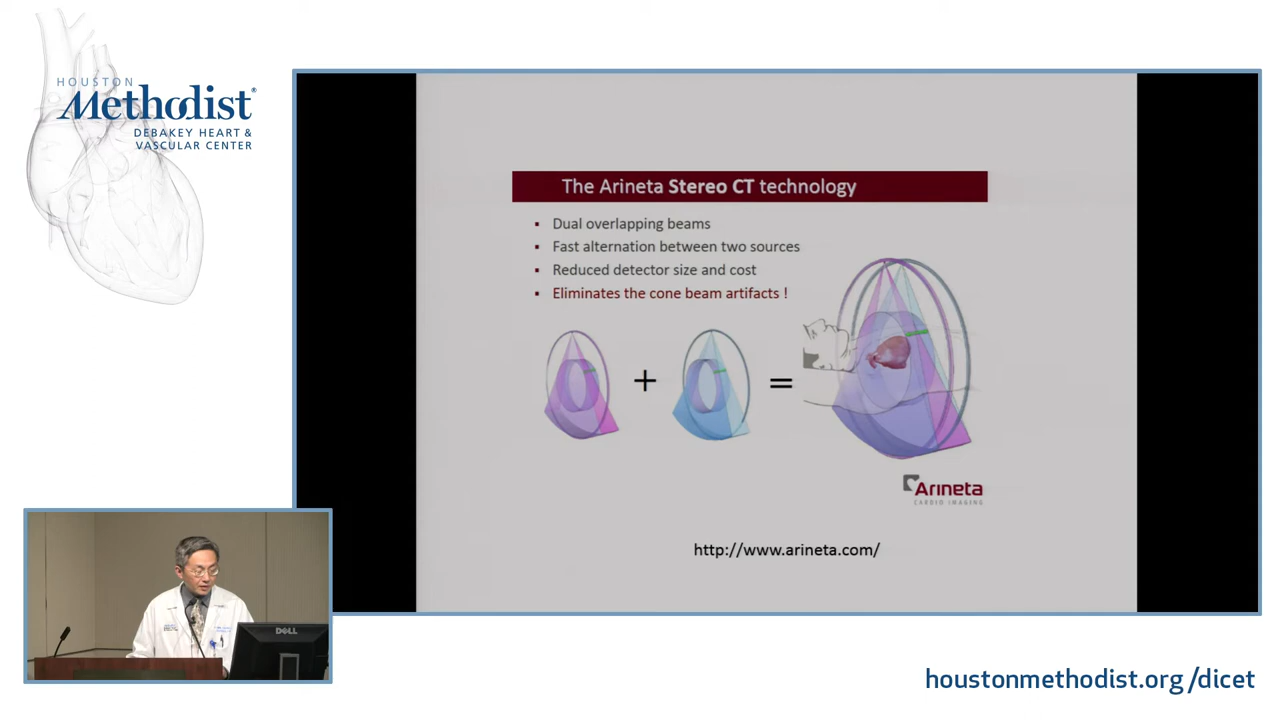 HOUSTON
Methodist®
DEBAKEY HEART &
VASCULAR CENTER
The Arineta Stereo CT technology
▪ Dual overlapping beams
▪ Fast alternation between two sources
▪ Reduced detector size and cost
▪ Eliminates the cone beam artifacts !
+
=
Arineta
CARDIO IMAGING
http://www.arineta.com/
DELL
houstonmethodist.org/dicet